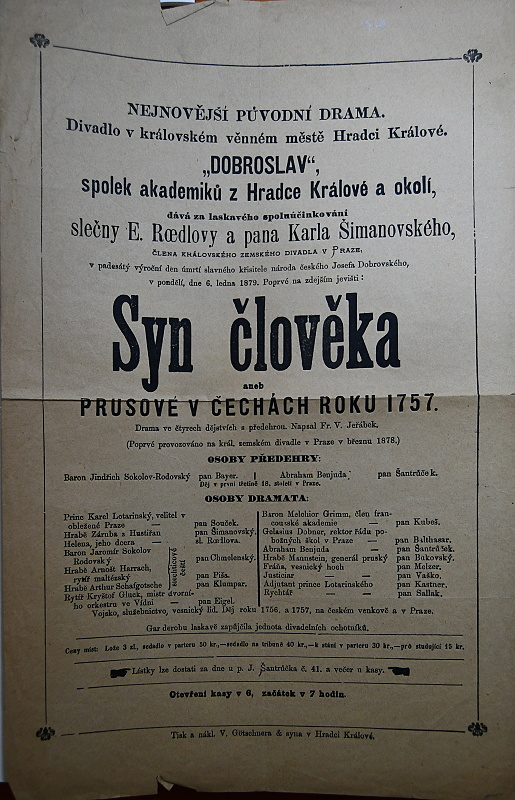 NEJNOVĚJŠÍ PŮVODNÍ DRAMA.
Divadlo v královském věnném městě Hradci Králové.
„DOBROSLAV“,
spolek akademiků z Hradce Králové a okolí,
dává za laskavého spoluúčinkování
slečny E. Rœdlovy a pana Karla Šimanovského,
ČLENA KRÁLOVSKÉHO ZEMSKÉHO DIVADLA V PRAZE,
v padesátý výroční den úmrtí slavného křisitele národa českého Josefa Dobrovského,
v pondělí, dne 6. ledna 1879. Poprvé na zdejším jevišti:
Syn člověka
aneb
PRUSOVÉ V ČECHÁCH ROKU 1757.
Drama ve čtyrech dějstvích s předehrou. Napsal Fr. V. Jeřábek.
(Poprvé provozováno na král. zemském divadle v Praze v březnu 1878.)
OSOBY PŘEDEHRY:
Baron Jindřich Sokolov-Rodovský pan Bayer. | Abraham Benjuda pan Šantrůček.
Děj v první třetině 18. století v Praze.
OSOBY DRAMATA:
Princ Karel Lotarinský, velitel v
obležené Praze — pan Souček.
Hrabě Záruba z Hustířan pan Šimanovský.
Helena, jeho dcera — sl. Kořilova.
Baron Jaromír Sokolov
Rodovský pan Chmelenský.
Hrabě Arnošt Harrach,
rytíř maltézský pan Píša.
Hrabě Arthur Schafgotsche pan Klumpar.
čeští
Rytíř Kryštof Gluck, mistr dvorního
orkestru ve Vídni — pan Eigel.
Baron Melchior Grimm, člen francouzské
akademie — pan Kubeš.
Gelasius Dobner, rektor řádu pobožných
škol v Praze — pan Balthasar.
Abraham Benjuda — pan Šantrůček.
Hrabě Mannstein, generál pruský pan Bukovský.
Fráňa, vesnický hoch — pan Melzer.
Justiciar — pan Vaško.
Adjutant prince Lotarinského pan Kastner.
Rychtář — pan Sallak.
Vojsko, služebnictvo, vesnický lid. Děj roku 1756, a 1757, na českém venkově a v Praze.
Garderobu laskavě zapůjčila jednota divadelních ochotníků.
Ceny míst: Lože 3 zl., sedadlo v parteru 50 kr., — sedadlo na tribuně 40 kr., — k stání v parteru 30 kr., — pro studující 15 kr.
Lístky lze dostati za dne u p. J. Šantrůčka č. 41. a večer u kasy.
Otevření kasy v 6, začátek v 7 hodin.
Tisk a nákl. V. Götschnera & syna v Hradci Králové.